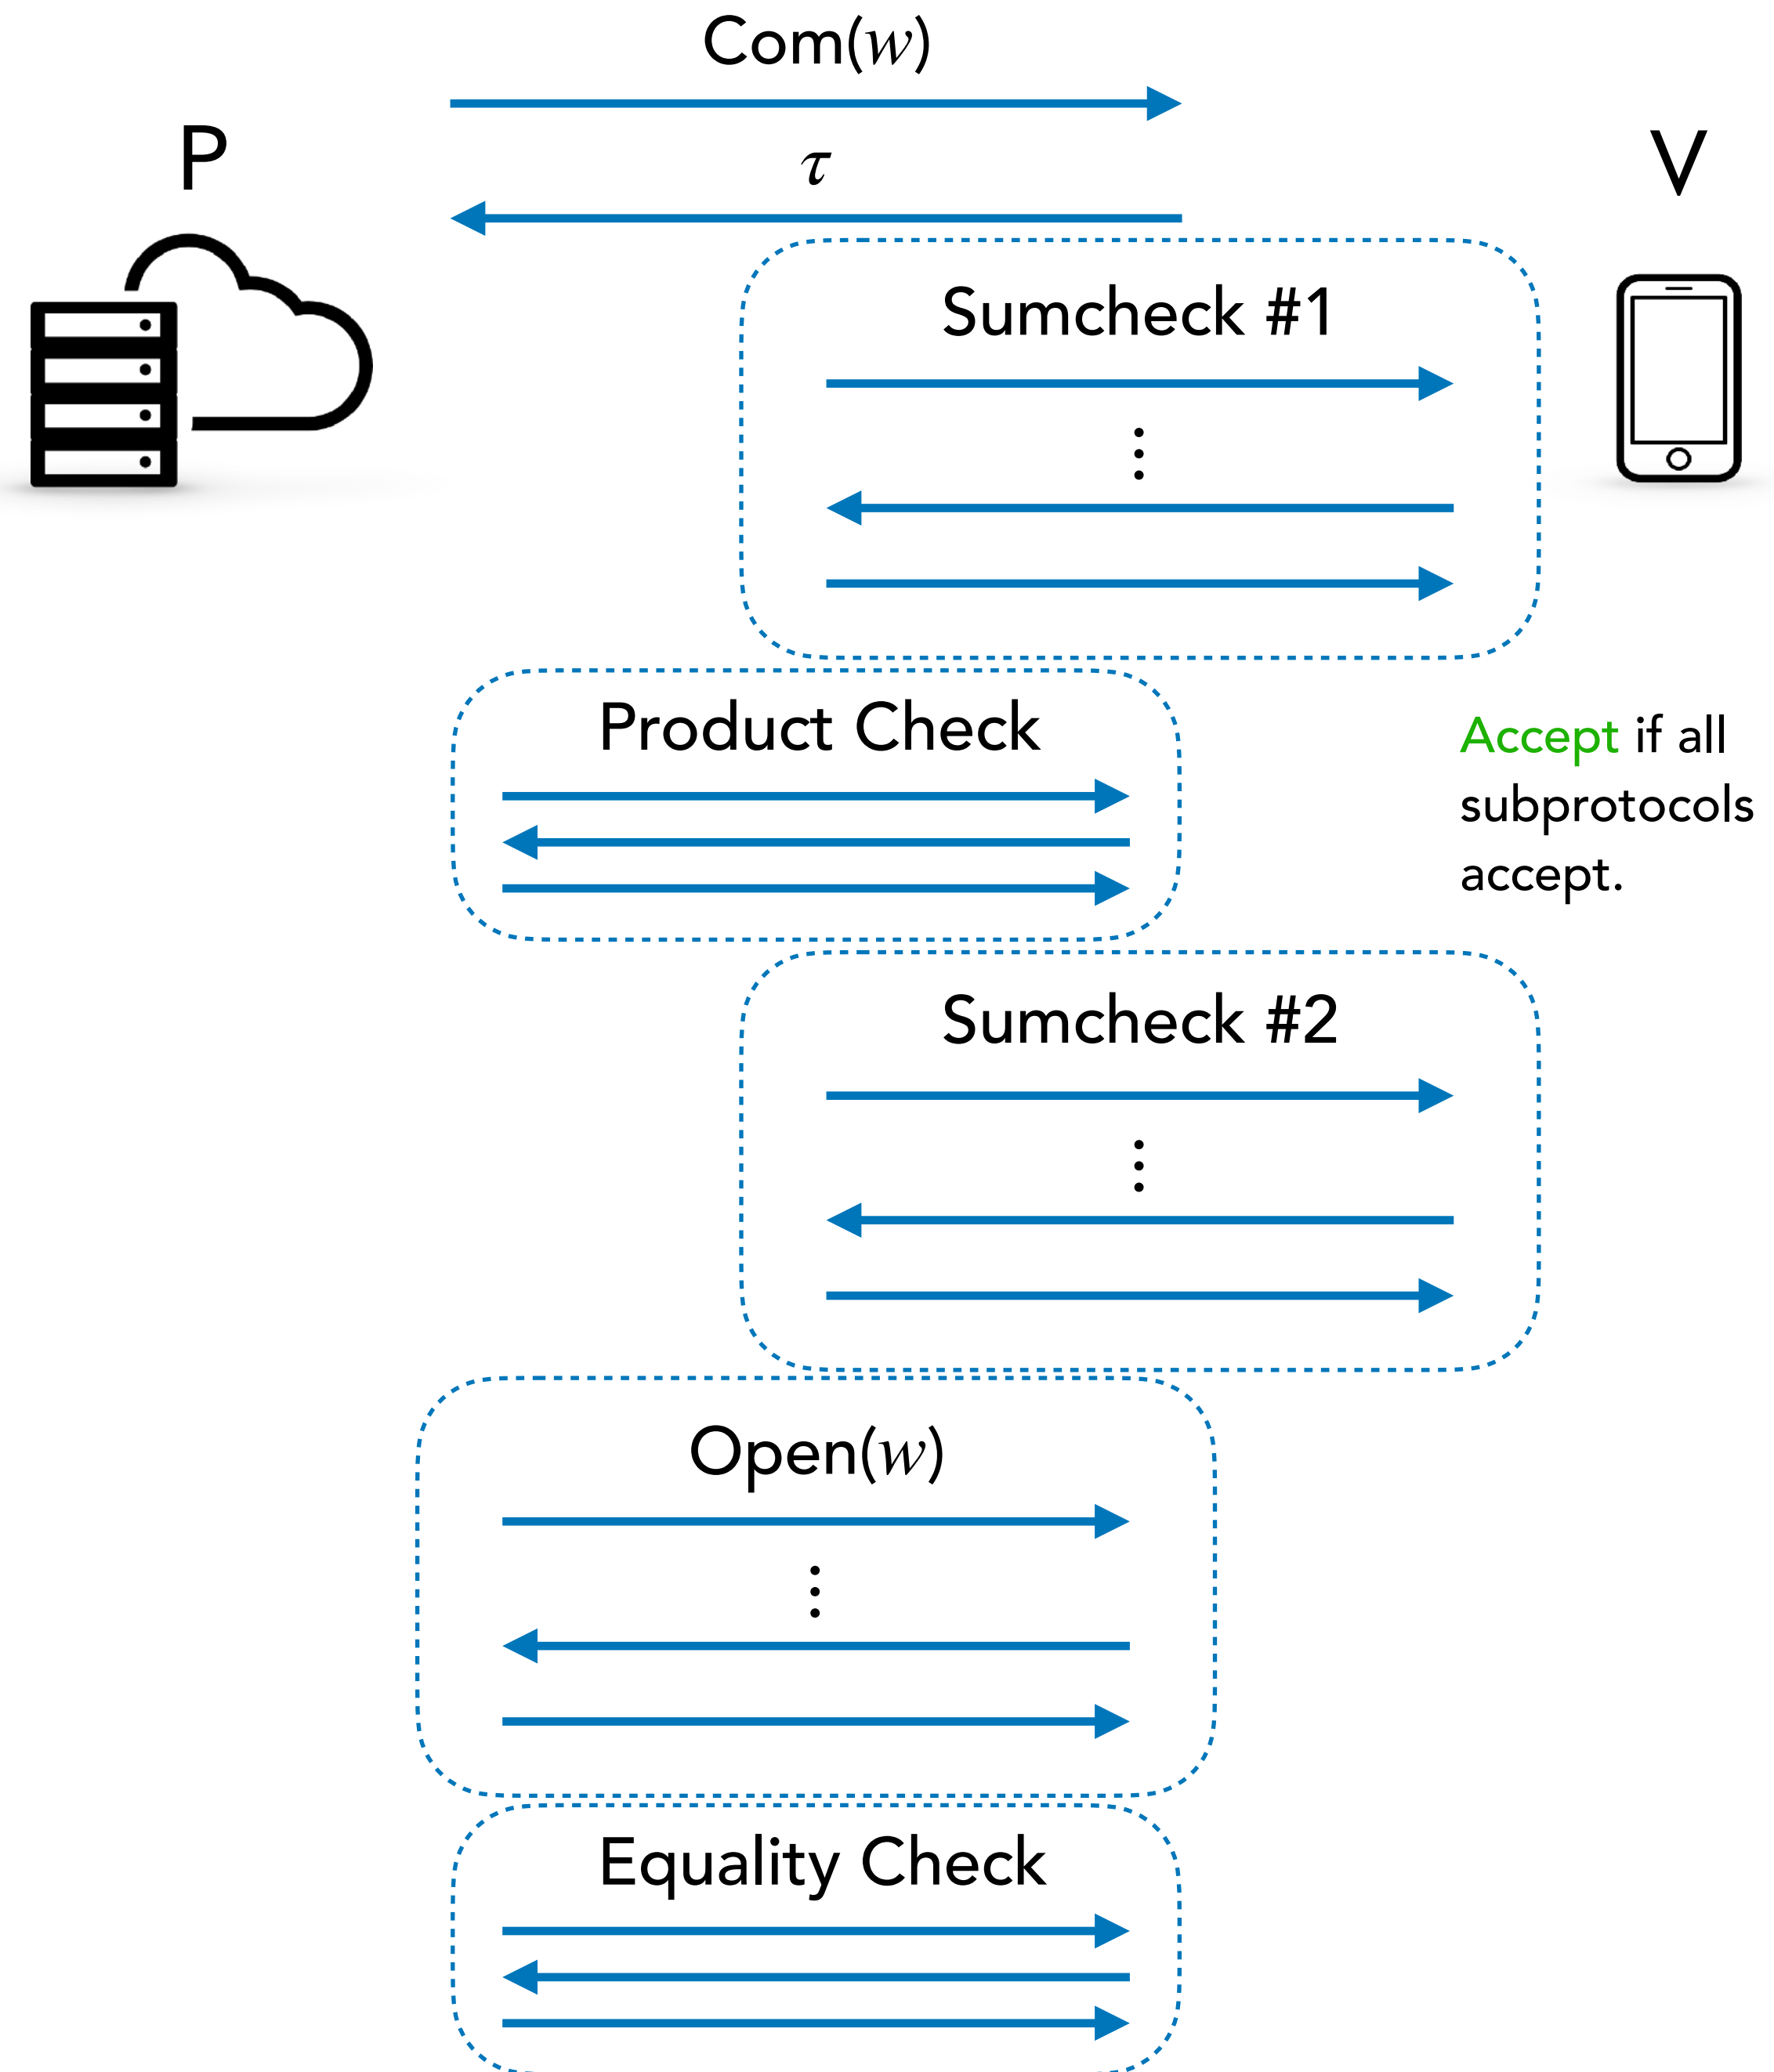 Com(w)
P
τ
V
Sumcheck #1
⋮
Product Check
Accept if all
subprotocols
accept.
Sumcheck #2
⋮
Open(w)
⋮
Equality Check